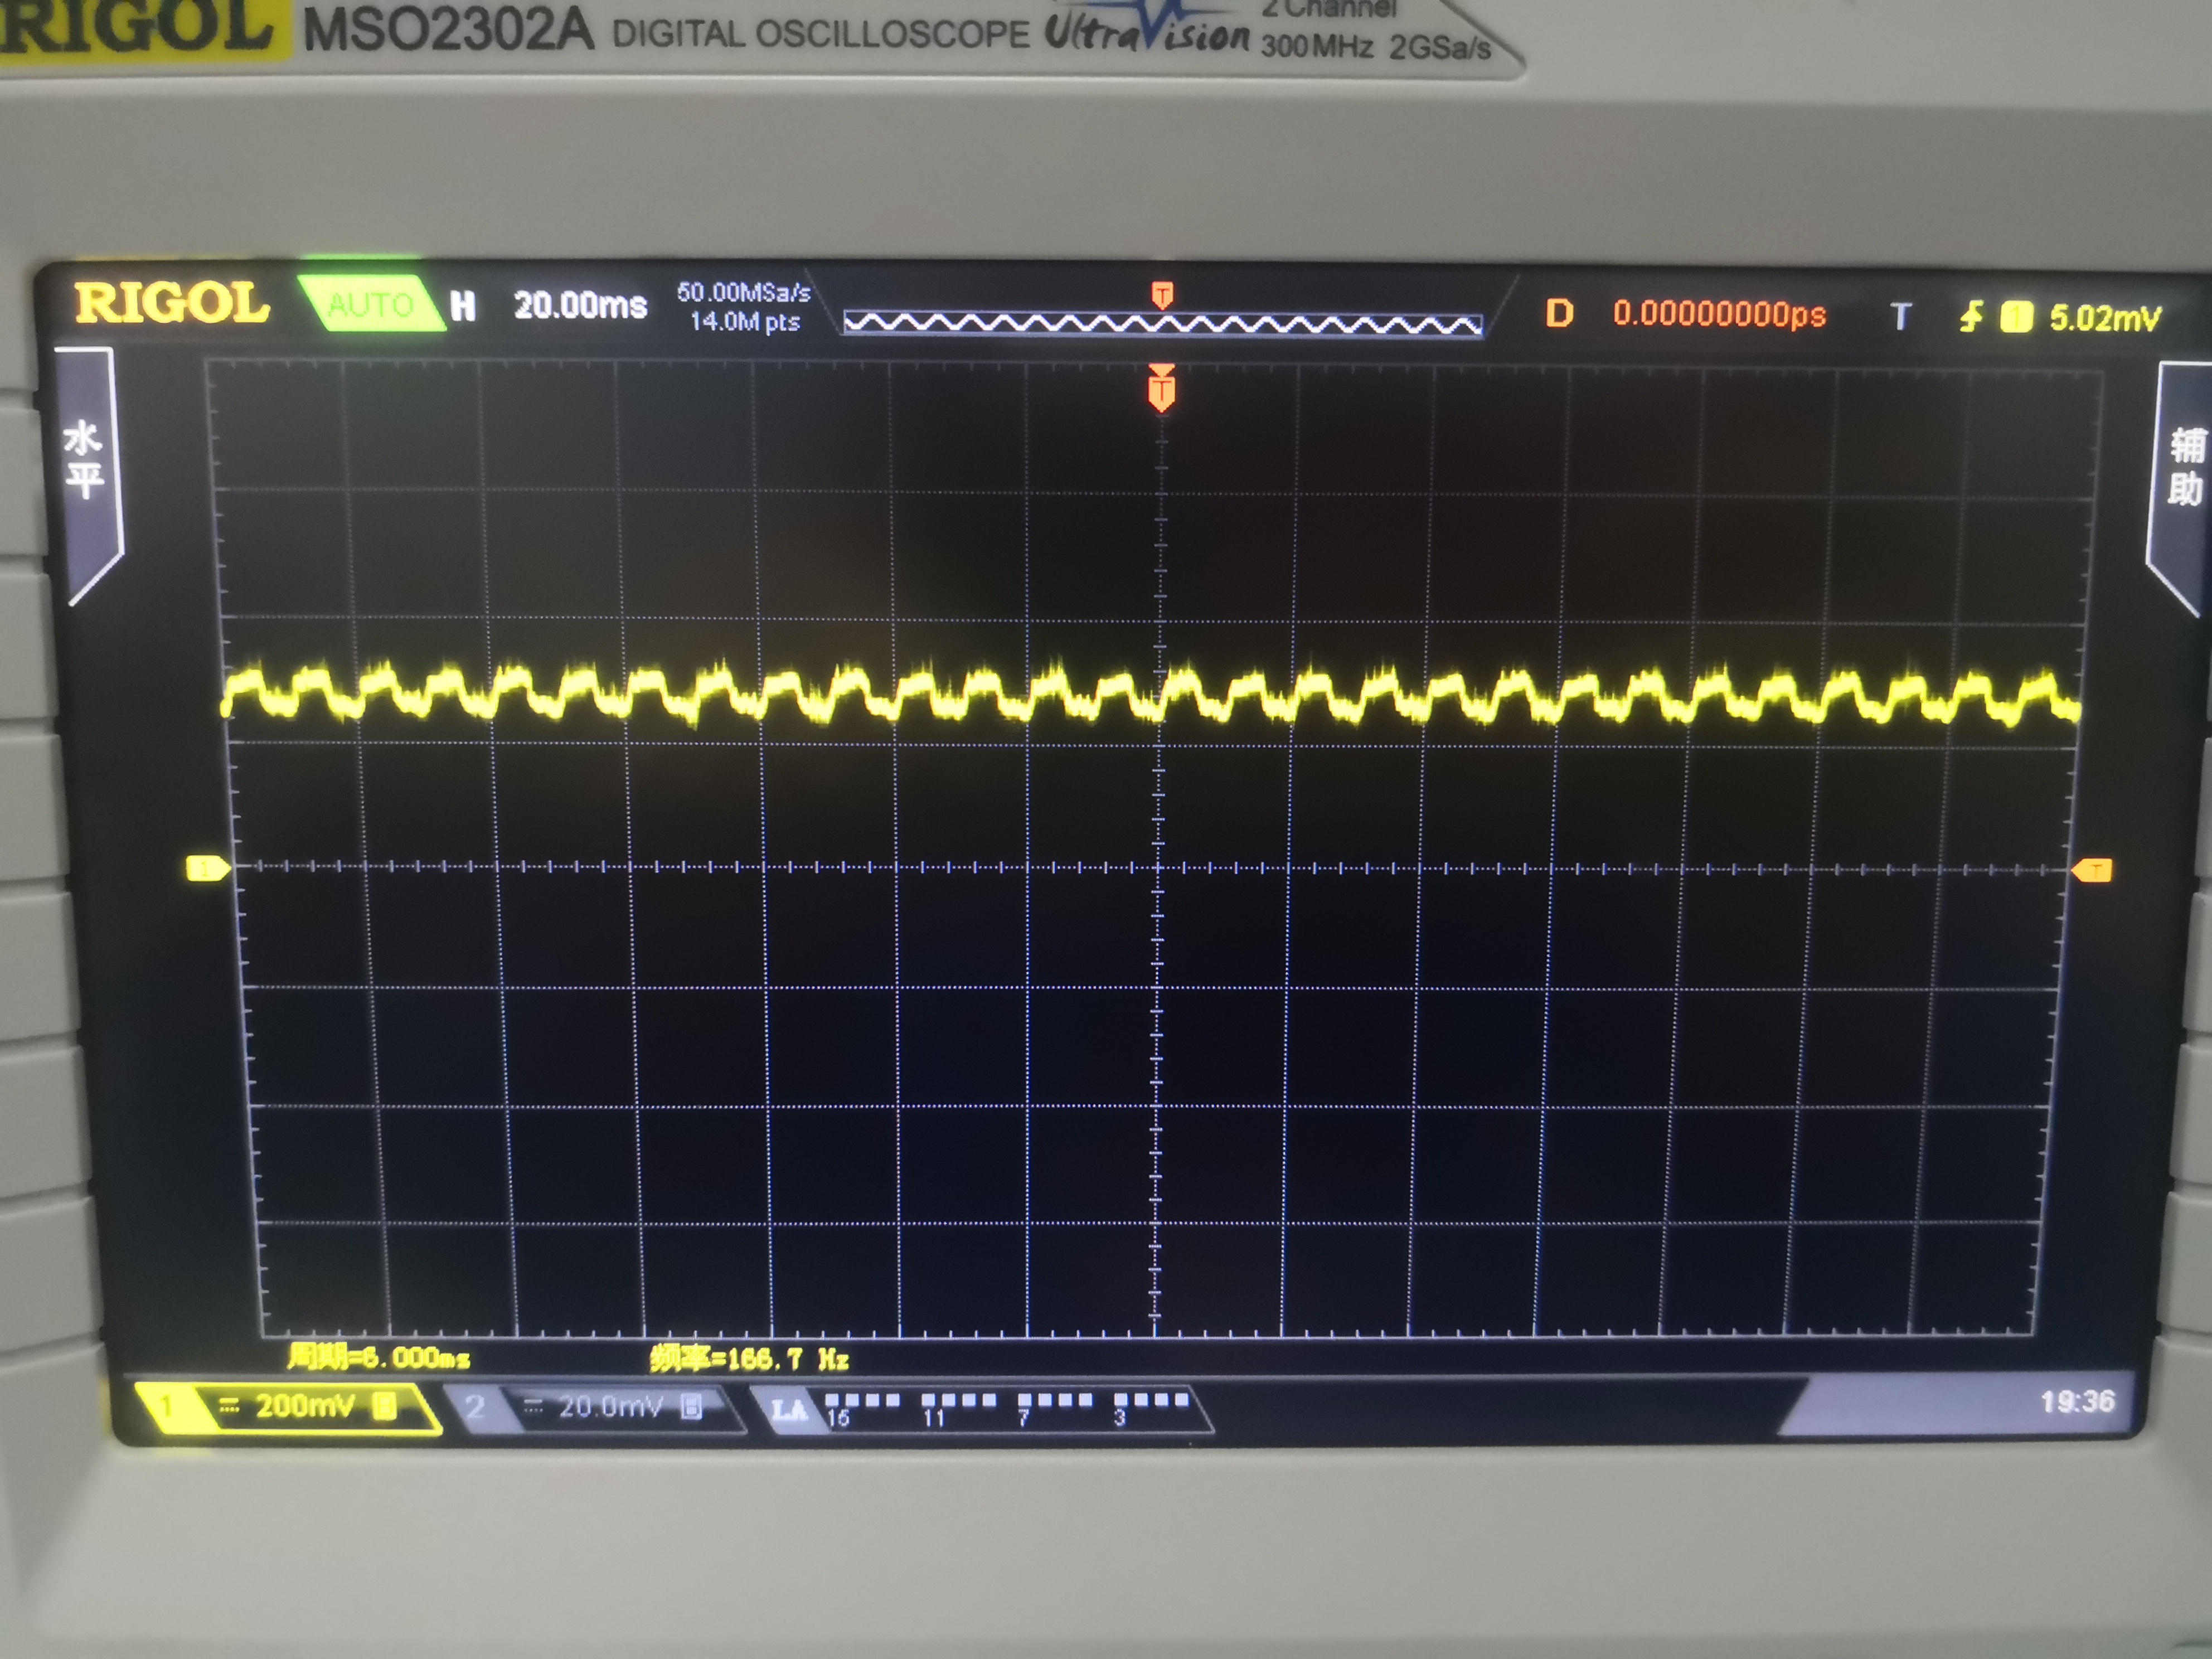 RIGOL MSO2302A DIGITAL OSCILLOSCOPE UltraVision 2 Channel
300MHz 2GSa/s
RIGOL AUTO H 20.00ms 50.00MSa/s
14.0M pts
T
D 0.00000000ps T 1 5.02mV
水平
T
辅助
1
T
周期=6.000ms 频率=166.7 Hz
1 200mV B 2 20.0mV B LA 15 11 7 3 19:36